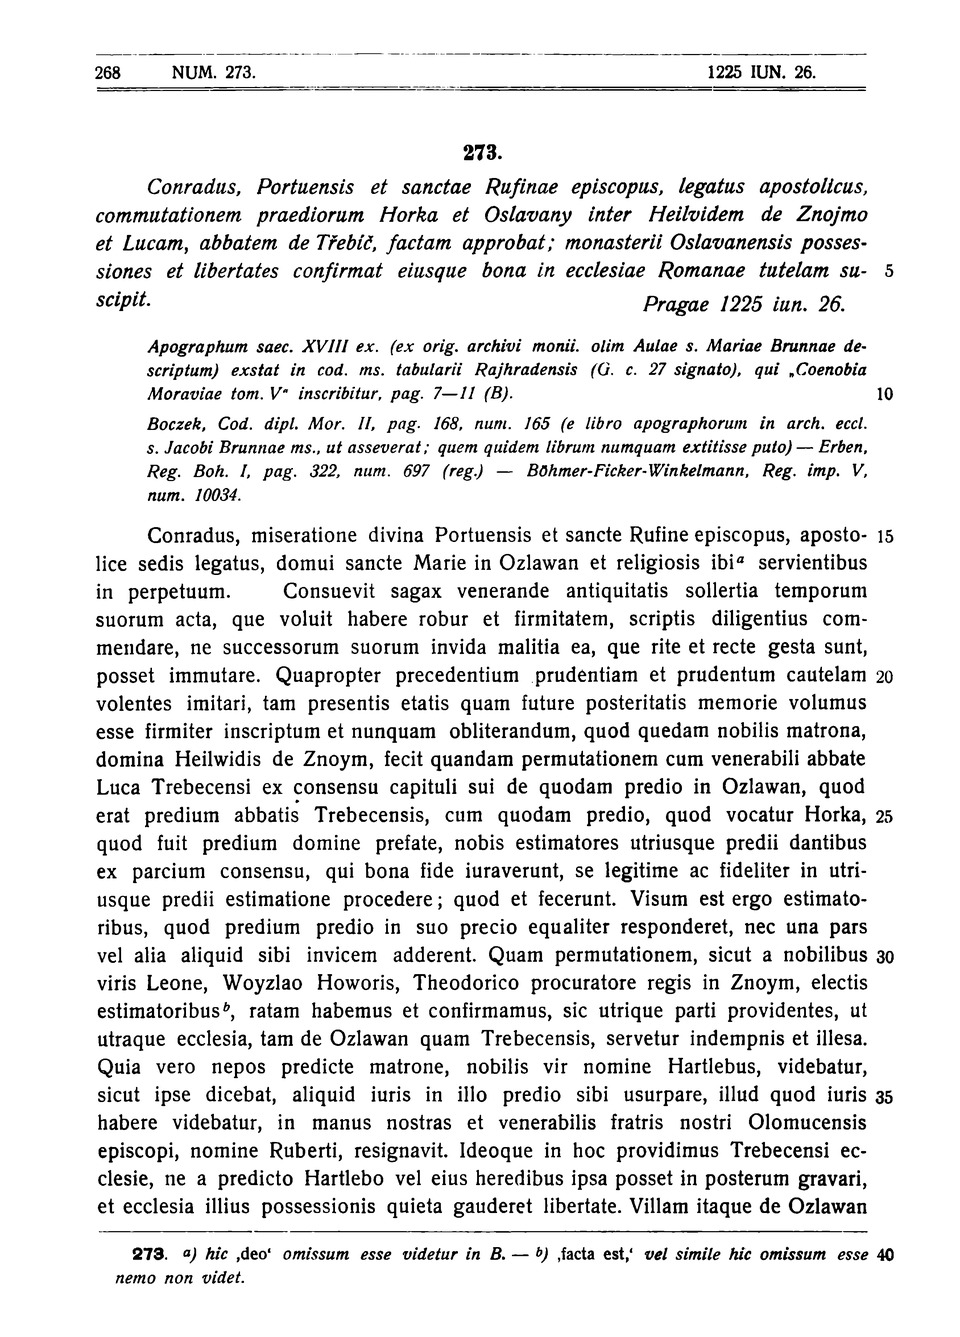 268 NUM. 273. 1225 IUN. 26.
273.
Conradus, Portuensis et sanctae Rufinae episcopus, legatus apostolicus,
commutationem praediorum Horka et Oslavany inter Heilvidem de Znojmo
et Lucam, abbatem de Třebíč, factam approbat; monasterii Oslavanensis posses-
siones et libertates confirmat eiusque bona in ecclesiae Romanae tutelam su- 5
scipit. Pragae 1225 iun. 26.
Apographum saec. XVIII ex. (ex orig. archivi monii. olim Aulae s. Mariae Brunnae de-
scriptum) exstat in cod. ms. tabularii Rajhradensis (G. c. 27 signato), qui „Coenobia
Moraviae tom. V“ inscribitur, pag. 7—11 (B). 10
Boczek, Cod. dipl. Mor. II, pag. 168, num. 165 (e libro apographorum in arch. eccl.
s. Jacobi Brunnae ms., ut asseverat; quem quidem librum numquam extitisse puto) — Erben,
Reg. Boh. I, pag. 322, num. 697 (reg.) — Böhmer-Ficker-Winkelmann, Reg. imp. V,
num. 10034.
Conradus, miseratione divina Portuensis et sancte Rufine episcopus, aposto- 15
lice sedis legatus, domui sancte Marie in Ozlawan et religiosis ibi a servientibus
in perpetuum. Consuevit sagax venerande antiquitatis sollertia temporum
suorum acta, que voluit habere robur et firmitatem, scriptis diligentius com-
mendare, ne successorum suorum invida malitia ea, que rite et recte gesta sunt,
posset immutare. Quapropter precedentium prudentiam et prudentum cautelam 20
volentes imitari, tam presentis etatis quam future posteritatis memorie volumus
esse firmiter inscriptum et nunquam obliterandum, quod quedam nobilis matrona,
domina Heilwidis de Znoym, fecit quandam permutationem cum venerabili abbate
Luca Trebecensi ex consensu capituli sui de quodam predio in Ozlawan, quod
erat predium abbatis Trebecensis, cum quodam predio, quod vocatur Horka, 25
quod fuit predium domine prefate, nobis estimatores utriusque predii dantibus
ex parcium consensu, qui bona fide iuraverunt, se legitime ac fideliter in utri-
usque predii estimatione procedere; quod et fecerunt. Visum est ergo estimato-
ribus, quod predium predio in suo precio equaliter responderet, nec una pars
vel alia aliquid sibi invicem adderent. Quam permutationem, sicut a nobilibus 30
viris Leone, Woyzlao Howoris, Theodorico procuratore regis in Znoym, electis
estimatoribus b, ratam habemus et confirmamus, sic utrique parti providentes, ut
utraque ecclesia, tam de Ozlawan quam Trebecensis, servetur indempnis et illesa.
Quia vero nepos predicte matrone, nobilis vir nomine Hartlebus, videbatur,
sicut ipse dicebat, aliquid iuris in illo predio sibi usurpare, illud quod iuris 35
habere videbatur, in manus nostras et venerabilis fratris nostri Olomucensis
episcopi, nomine Ruberti, resignavit. Ideoque in hoc providimus Trebecensi ec-
clesie, ne a predicto Hartlebo vel eius heredibus ipsa posset in posterum gravari,
et ecclesia illius possessionis quieta gauderet libertate. Villam itaque de Ozlawan
273. a) hic ‚deo‘ omissum esse videtur in B. — b) ‚facta est,‘ vel simile hic omissum esse 40
nemo non videt.